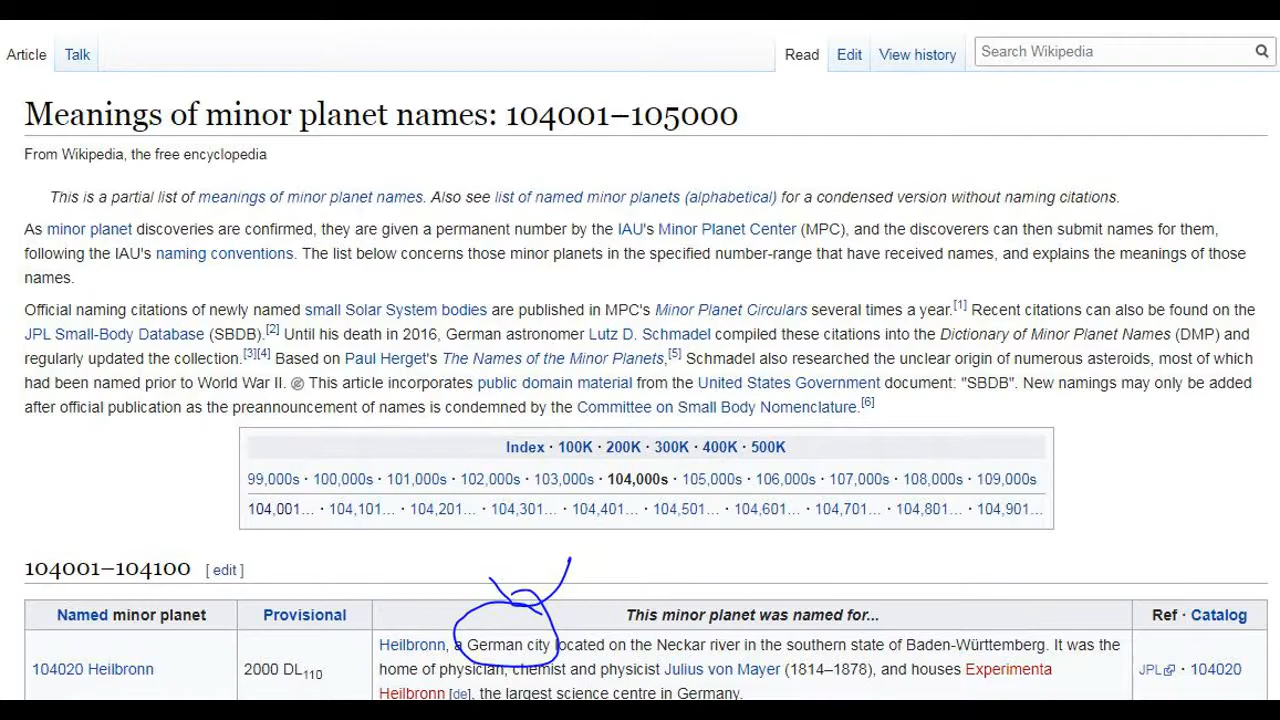 Article Talk Read Edit View history Search Wikipedia
Meanings of minor planet names: 104001–105000
From Wikipedia, the free encyclopedia
This is a partial list of meanings of minor planet names. Also see list of named minor planets (alphabetical) for a condensed version without naming citations.
As minor planet discoveries are confirmed, they are given a permanent number by the IAU's Minor Planet Center (MPC), and the discoverers can then submit names for them,
following the IAU's naming conventions. The list below concerns those minor planets in the specified number-range that have received names, and explains the meanings of those
names.
Official naming citations of newly named small Solar System bodies are published in MPC's Minor Planet Circulars several times a year.[1] Recent citations can also be found on the
JPL Small-Body Database (SBDB).[2] Until his death in 2016, German astronomer Lutz D. Schmadel compiled these citations into the Dictionary of Minor Planet Names (DMP) and
regularly updated the collection.[3][4] Based on Paul Herget's The Names of the Minor Planets,[5] Schmadel also researched the unclear origin of numerous asteroids, most of which
had been named prior to World War II. This article incorporates public domain material from the United States Government document: "SBDB". New namings may only be added
after official publication as the preannouncement of names is condemned by the Committee on Small Body Nomenclature.[6]
Index · 100K · 200K · 300K · 400K · 500K
99,000s · 100,000s · 101,000s · 102,000s · 103,000s · 104,000s · 105,000s · 106,000s · 107,000s · 108,000s · 109,000s
104,001... · 104,101... · 104,201... · 104,301... · 104,401... · 104,501... · 104,601... · 104,701... · 104,801... · 104,901...
104001–104100 [ edit ]
Named minor planet Provisional This minor planet was named for... Ref · Catalog
Heilbronn, a German city located on the Neckar river in the southern state of Baden-Württemberg. It was the
104020 Heilbronn 2000 DL110 home of physician, chemist and physicist Julius von Mayer (1814–1878), and houses Experimenta JPL · 104020
Heilbronn [de], the largest science centre in Germany.